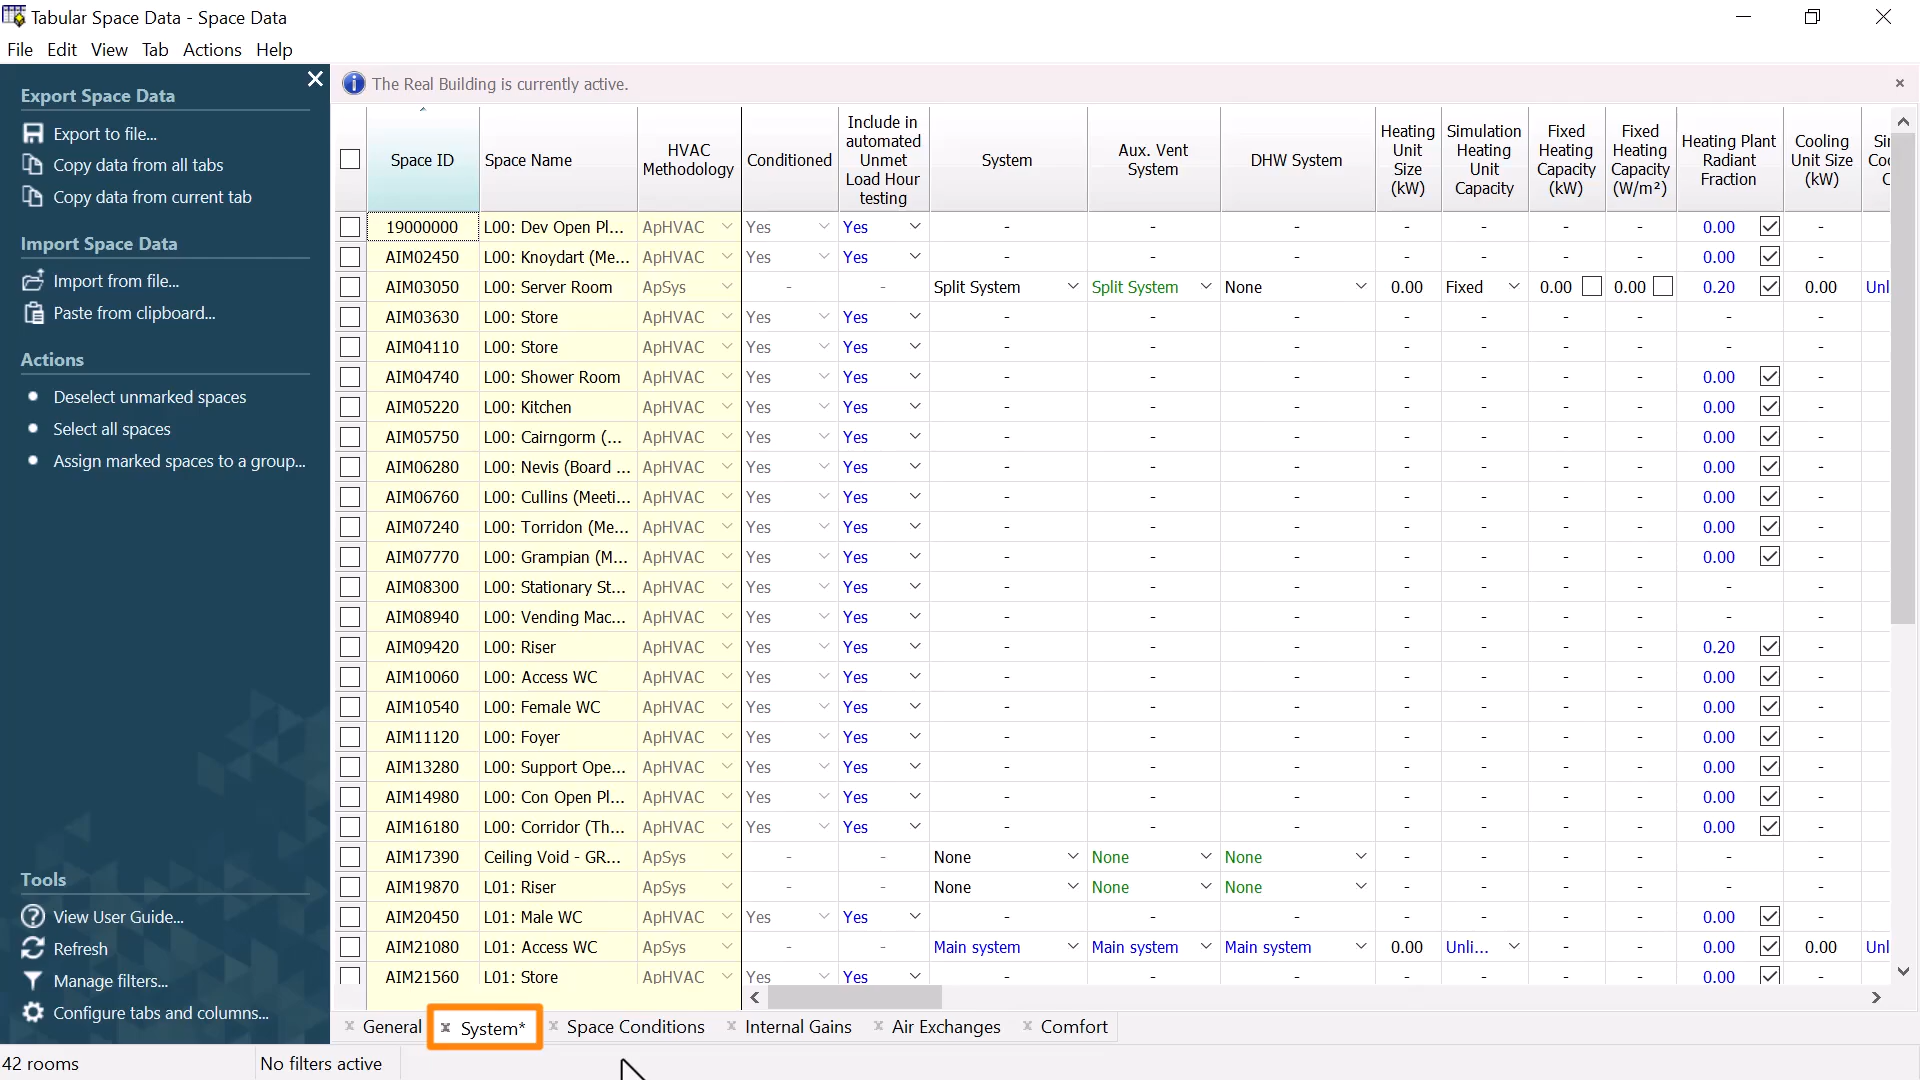 Tabular Space Data - Space Data
File Edit View Tab Actions Help
Export Space Data
Export to file...
Copy data from all tabs
Copy data from current tab
Import Space Data
Import from file...
Paste from clipboard...
Actions
Deselect unmarked spaces
Select all spaces
Assign marked spaces to a group...
Tools
View User Guide...
Refresh
Manage filters...
Configure tabs and columns...
The Real Building is currently active.
Space ID Space Name HVAC Methodology Conditioned Include in automated Unmet Load Hour testing System Aux. Vent System DHW System Heating Unit Size (kW) Simulation Heating Unit Capacity Fixed Heating Capacity (kW) Fixed Heating Capacity (W/m²) Heating Plant Radiant Fraction Cooling Unit Size (kW)
19000000 L00: Dev Open Pl... ApHVAC Yes Yes - - - - - - - 0.00 -
AIM02450 L00: Knoydart (Me... ApHVAC Yes Yes - - - - - - - 0.00 -
AIM03050 L00: Server Room ApSys - - Split System Split System None 0.00 Fixed 0.00 0.00 0.20 0.00 Unl
AIM03630 L00: Store ApHVAC Yes Yes - - - - - - - - -
AIM04110 L00: Store ApHVAC Yes Yes - - - - - - - - -
AIM04740 L00: Shower Room ApHVAC Yes Yes - - - - - - - 0.00 -
AIM05220 L00: Kitchen ApHVAC Yes Yes - - - - - - - 0.00 -
AIM05750 L00: Cairngorm (... ApHVAC Yes Yes - - - - - - - 0.00 -
AIM06280 L00: Nevis (Board ... ApHVAC Yes Yes - - - - - - - 0.00 -
AIM06760 L00: Cullins (Meeti... ApHVAC Yes Yes - - - - - - - 0.00 -
AIM07240 L00: Torridon (Me... ApHVAC Yes Yes - - - - - - - 0.00 -
AIM07770 L00: Grampian (M... ApHVAC Yes Yes - - - - - - - 0.00 -
AIM08300 L00: Stationary St... ApHVAC Yes Yes - - - - - - - - -
AIM08940 L00: Vending Mac... ApHVAC Yes Yes - - - - - - - - -
AIM09420 L00: Riser ApHVAC Yes Yes - - - - - - - 0.20 -
AIM10060 L00: Access WC ApHVAC Yes Yes - - - - - - - 0.00 -
AIM10540 L00: Female WC ApHVAC Yes Yes - - - - - - - 0.00 -
AIM11120 L00: Foyer ApHVAC Yes Yes - - - - - - - 0.00 -
AIM13280 L00: Support Ope... ApHVAC Yes Yes - - - - - - - 0.00 -
AIM14980 L00: Con Open Pl... ApHVAC Yes Yes - - - - - - - 0.00 -
AIM16180 L00: Corridor (Th... ApHVAC Yes Yes - - - - - - - 0.00 -
AIM17390 Ceiling Void - GR... ApSys - - None None None - - - - - -
AIM19870 L01: Riser ApSys - - None None None - - - - - -
AIM20450 L01: Male WC ApHVAC Yes Yes - - - - - - - 0.00 -
AIM21080 L01: Access WC ApSys - - Main system Main system Main system 0.00 Unli... - - 0.00 0.00 Unl
AIM21560 L01: Store ApHVAC Yes Yes - - - - - - - 0.00 -
General System* Space Conditions Internal Gains Air Exchanges Comfort
42 rooms No filters active